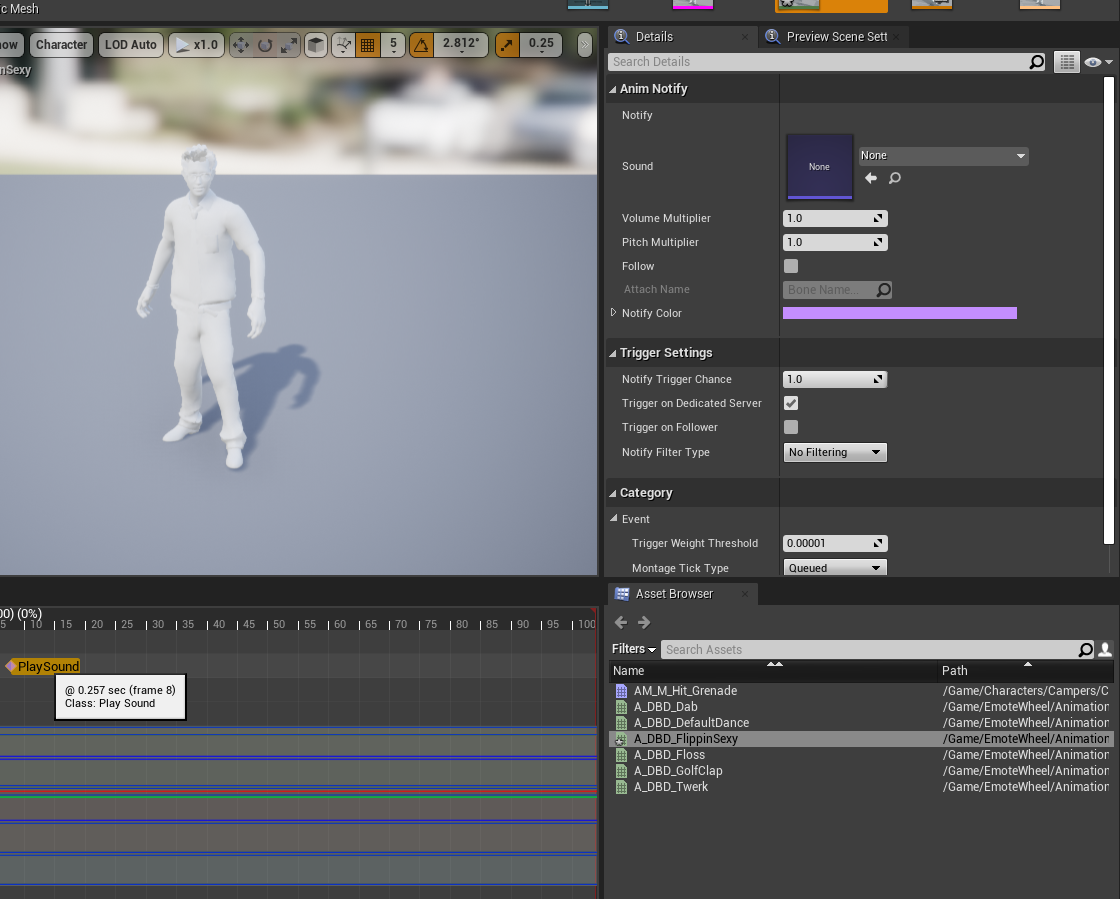 rc Mesh
ow
Character
LOD Auto
x1.0
5
2.812°
0.25
nSexy
Details
Preview Scene Sett
Search Details
Anim Notify
Notify
Sound
None
None
Volume Multiplier
1.0
Pitch Multiplier
1.0
Follow
Attach Name
Bone Name...
Notify Color
Trigger Settings
Notify Trigger Chance
1.0
Trigger on Dedicated Server
Trigger on Follower
Notify Filter Type
No Filtering
Category
Event
Trigger Weight Threshold
0.00001
Montage Tick Type
Queued
00) (0%)
5 10 15 20 25 30 35 40 45 50 55 60 65 70 75 80 85 90 95 100
PlaySound
@ 0.257 sec (frame 8)
Class: Play Sound
Asset Browser
Filters
Search Assets
Name Path
AM_M_Hit_Grenade /Game/Characters/Campers/C
A_DBD_Dab /Game/EmoteWheel/Animation
A_DBD_DefaultDance /Game/EmoteWheel/Animation
A_DBD_FlippinSexy /Game/EmoteWheel/Animation
A_DBD_Floss /Game/EmoteWheel/Animation
A_DBD_GolfClap /Game/EmoteWheel/Animation
A_DBD_Twerk /Game/EmoteWheel/Animation